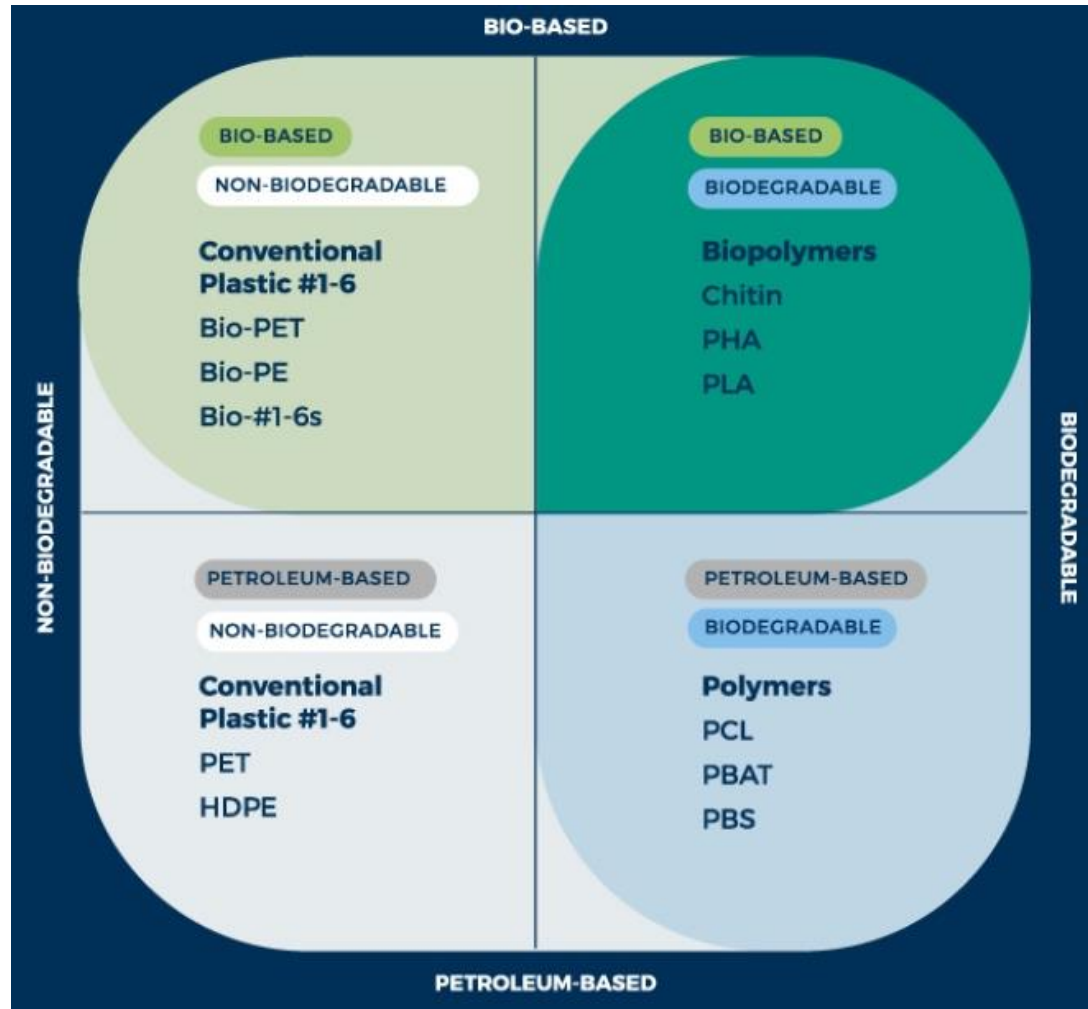 BIO-BASED
BIO-BASED
NON-BIODEGRADABLE
Conventional
Plastic #1-6
Bio-PET
Bio-PE
Bio-#1-6s
BIO-BASED
BIODEGRADABLE
Biopolymers
Chitin
PHA
PLA
NON-BIODEGRADABLE
BIODEGRADABLE
PETROLEUM-BASED
NON-BIODEGRADABLE
Conventional
Plastic #1-6
PET
HDPE
PETROLEUM-BASED
BIODEGRADABLE
Polymers
PCL
PBAT
PBS
PETROLEUM-BASED